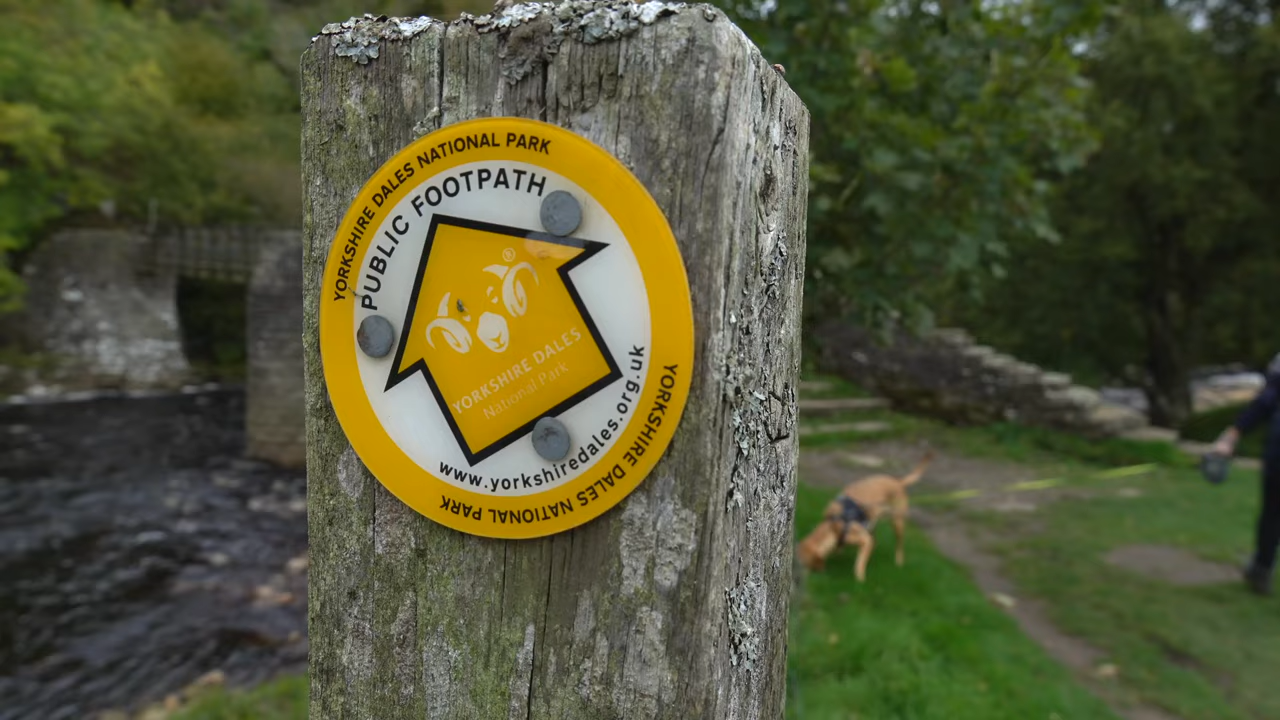 YORKSHIRE DALES NATIONAL PARK
PUBLIC FOOTPATH
®
YORKSHIRE DALES
National Park
www.yorkshiredales.org.uk
YORKSHIRE DALES NATIONAL PARK